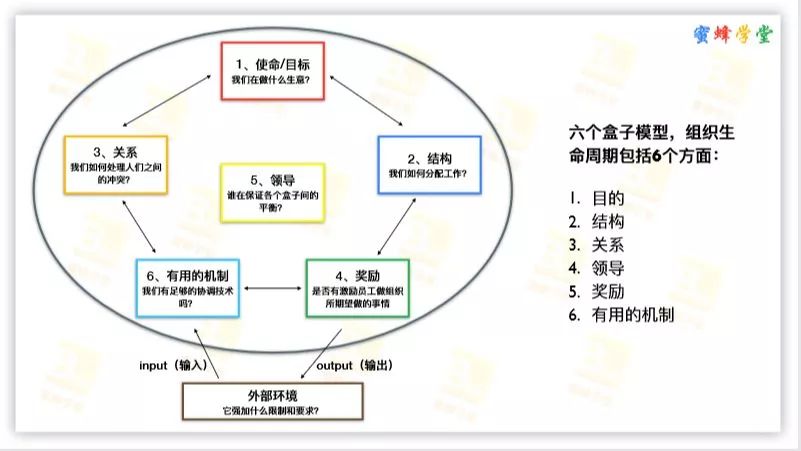 蜜蜂学堂
1、使命/目标
我们在做什么生意?
3、关系
我们如何处理人们之间
的冲突?
5、领导
谁在保证各个盒子间的
平衡?
2、结构
我们如何分配工作?
6、有用的机制
我们有足够的协调技术
吗?
4、奖励
是否有激励员工做组织
所期望做的事情
input（输入）
output（输出）
外部环境
它强加什么限制和要求?
六个盒子模型，组织生
命周期包括6个方面：
1. 目的
2. 结构
3. 关系
4. 领导
5. 奖励
6. 有用的机制